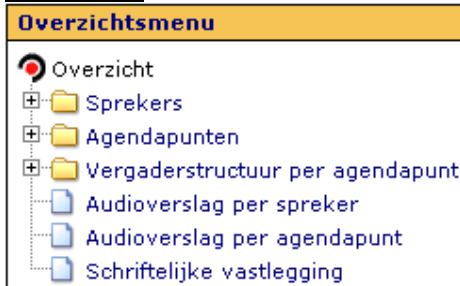 Overzichtsmenu
Overzicht
Sprekers
Agendapunten
Vergaderstructuur per agendapunt
Audioverslag per spreker
Audioverslag per agendapunt
Schriftelijke vastlegging